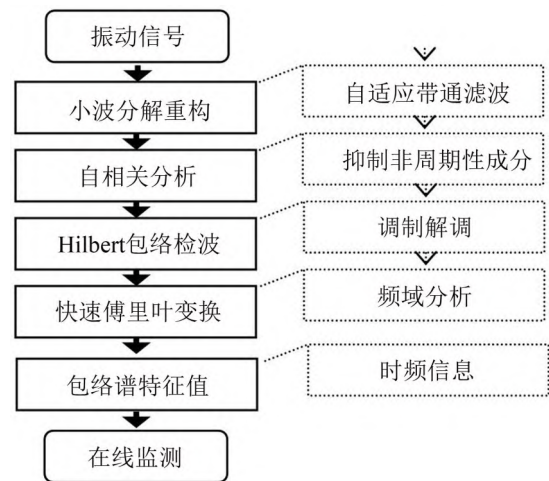 振动信号
小波分解重构
自适应带通滤波
自相关分析
抑制非周期性成分
Hilbert包络检波
调制解调
快速傅里叶变换
频域分析
包络谱特征值
时频信息
在线监测